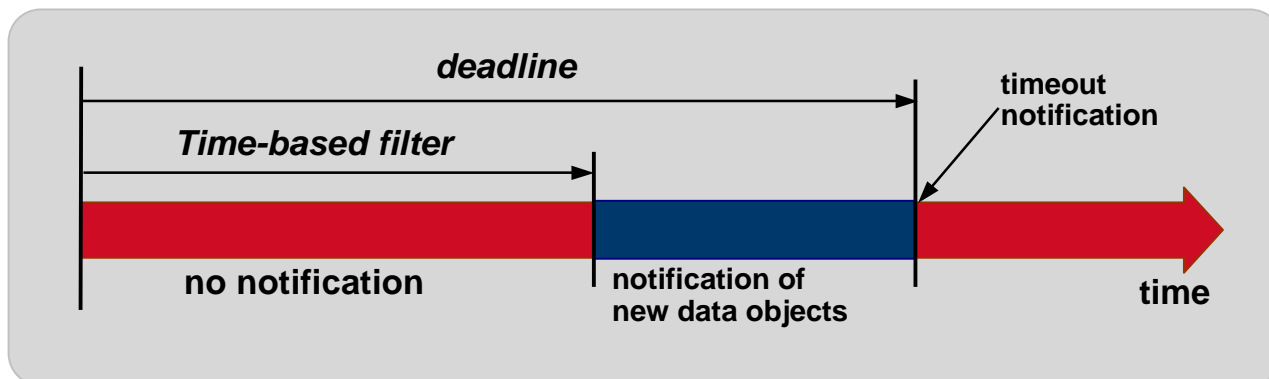 deadline
timeout
notification
Time-based filter
no notification
notification of
new data objects
time